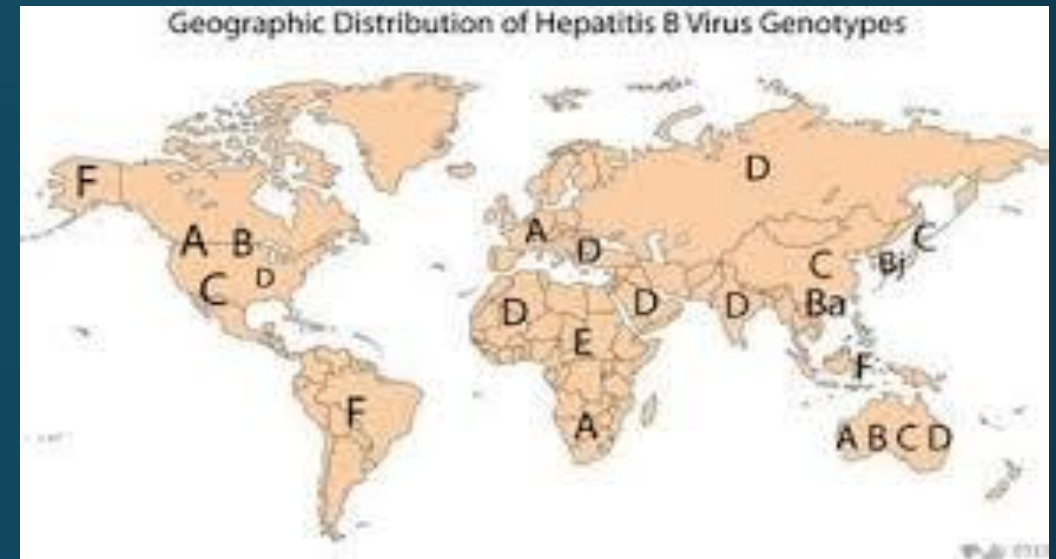 Geographic Distribution of Hepatitis B Virus Genotypes
F
D
A B
A
D
C
Bj
C
C D
D
D
D
Ba
E
F
F
A
A B C D